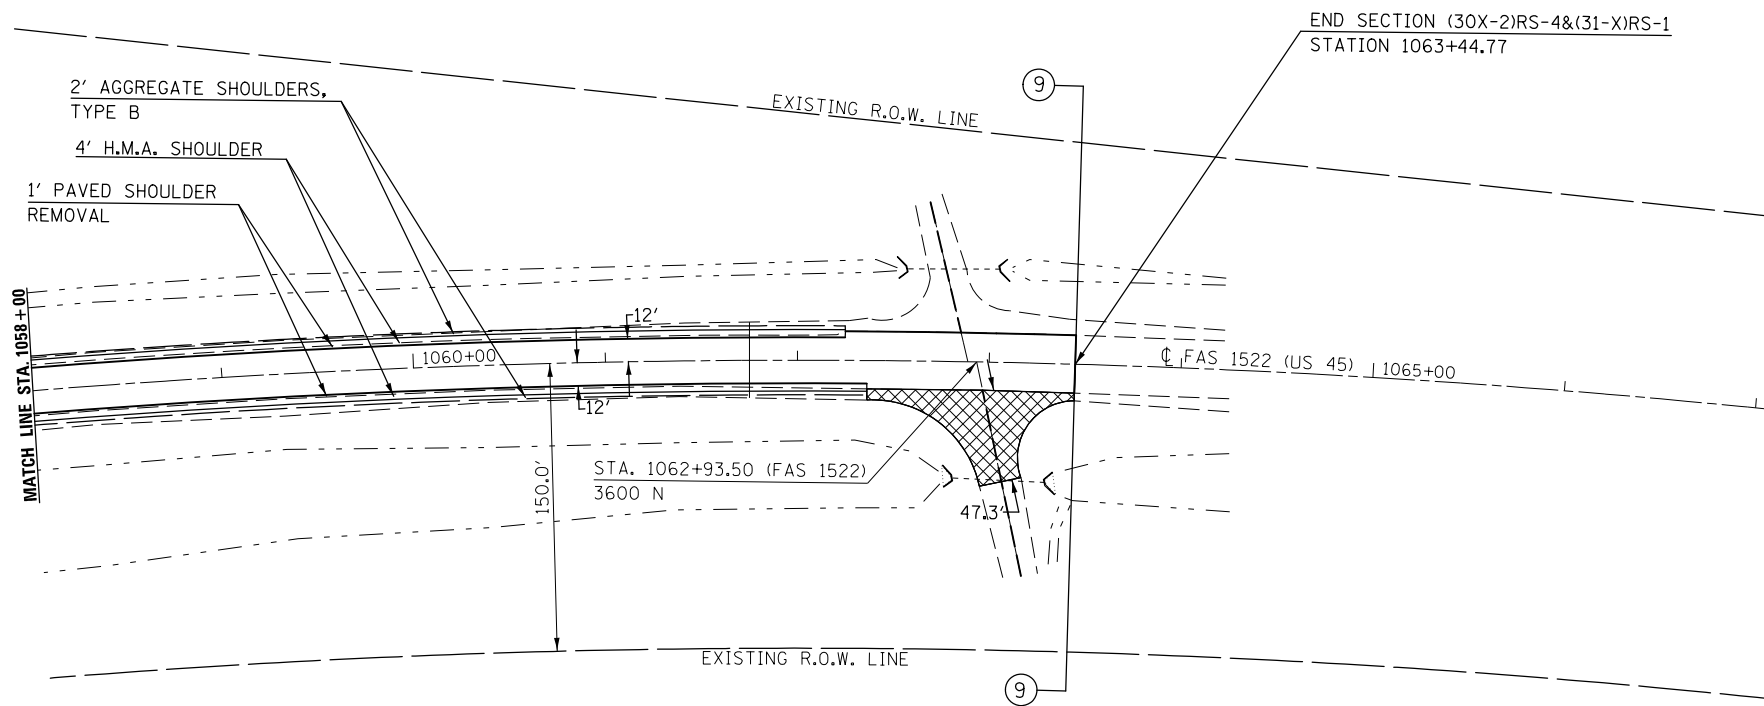 END SECTION (30X-2)RS-4&(31-X)RS-1
STATION 1063+44.77
9
2' AGGREGATE SHOULDERS,
TYPE B
EXISTING R.O.W. LINE
4' H.M.A. SHOULDER
1' PAVED SHOULDER
REMOVAL
MATCH LINE STA. 1058+00
12'
1060+00
℄ FAS 1522 (US 45)
1065+00
12'
STA. 1062+93.50 (FAS 1522)
3600 N
150.0'
47.3'
EXISTING R.O.W. LINE
9